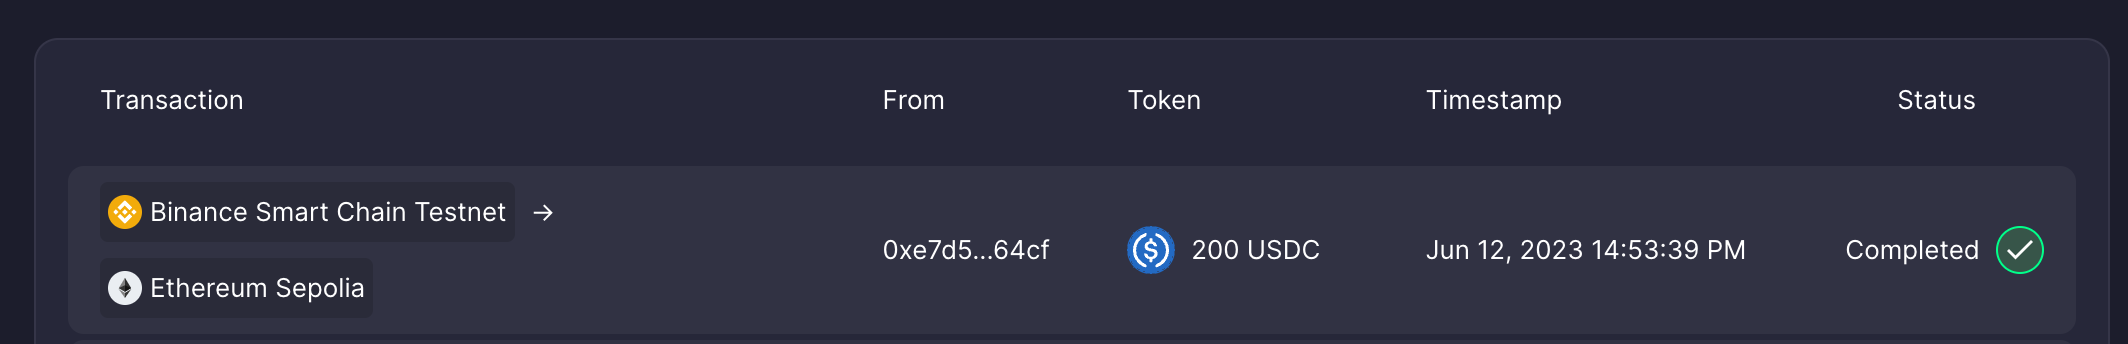 Transaction From Token Timestamp Status
Binance Smart Chain Testnet →
Ethereum Sepolia
0xe7d5...64cf
200 USDC
Jun 12, 2023 14:53:39 PM
Completed